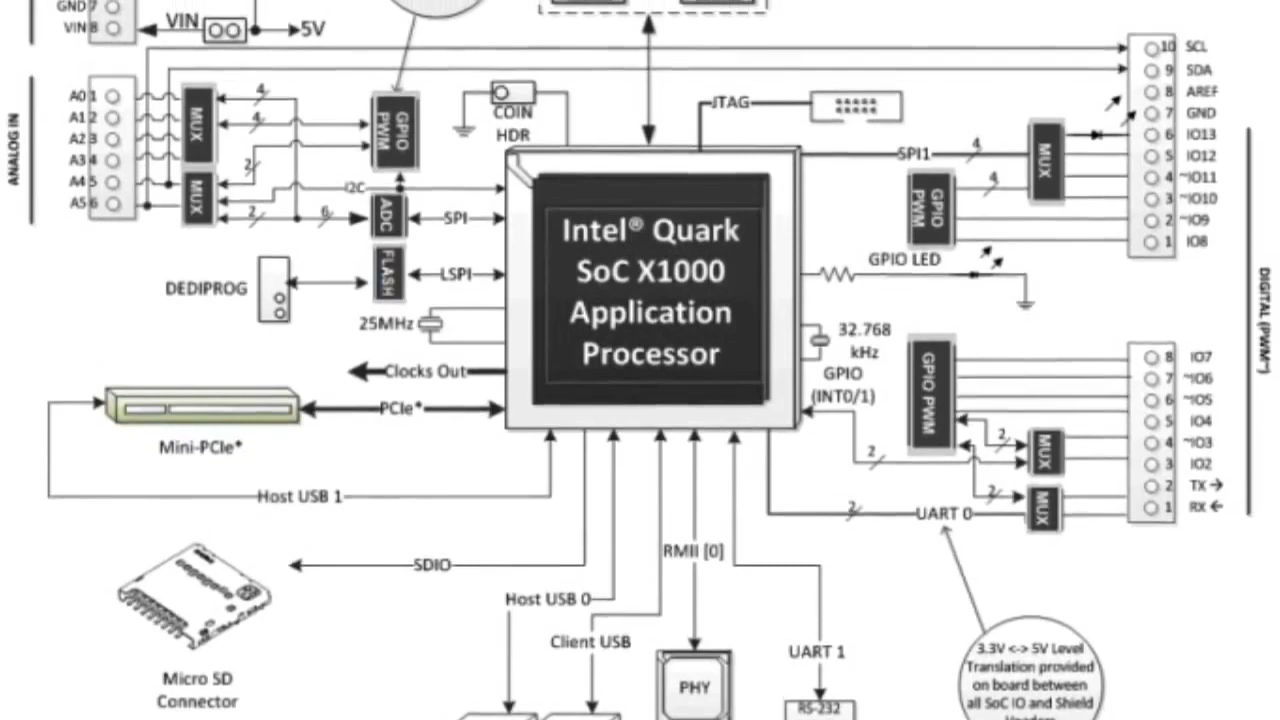 GND 7
VIN 8
VIN
5V
ANALOG IN
A0 1
A1 2
A2 3
A3 4
A4 5
A5 6
MUX
MUX
4
4
2
2
6
GPIO
PWM
I2C
ADC
SPI
FLASH
LSPI
DEDIPROG
25MHz
COIN
HDR
JTAG
Clocks Out
PCIe*
Mini-PCIe*
Host USB 1
Intel® Quark
SoC X1000
Application
Processor
SPI1
4
MUX
4
GPIO
PWM
GPIO LED
32.768
kHz
GPIO
(INT0/1)
GPIO PWM
2
2
MUX
2
MUX
2
UART 0
10 SCL
9 SDA
8 AREF
7 GND
6 IO13
5 IO12
4 ~IO11
3 ~IO10
2 ~IO9
1 IO8
DIGITAL (PWM~)
8 IO7
7 ~IO6
6 ~IO5
5 IO4
4 ~IO3
3 IO2
2 TX →
1 RX ←
SDIO
Micro SD
Connector
Host USB 0
Client USB
RMII [0]
PHY
UART 1
RS-232
3.3V <-> 5V Level
Translation provided
on board between
all SoC IO and Shield